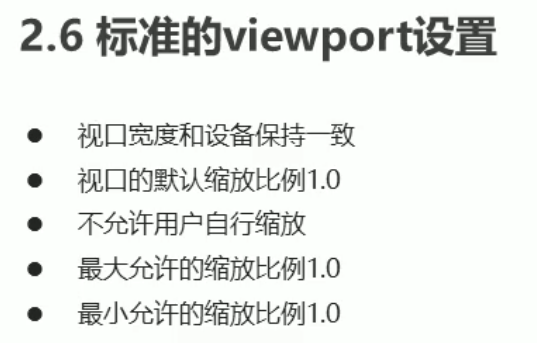 2.6 标准的viewport设置
● 视口宽度和设备保持一致
● 视口的默认缩放比例1.0
● 不允许用户自行缩放
● 最大允许的缩放比例1.0
● 最小允许的缩放比例1.0